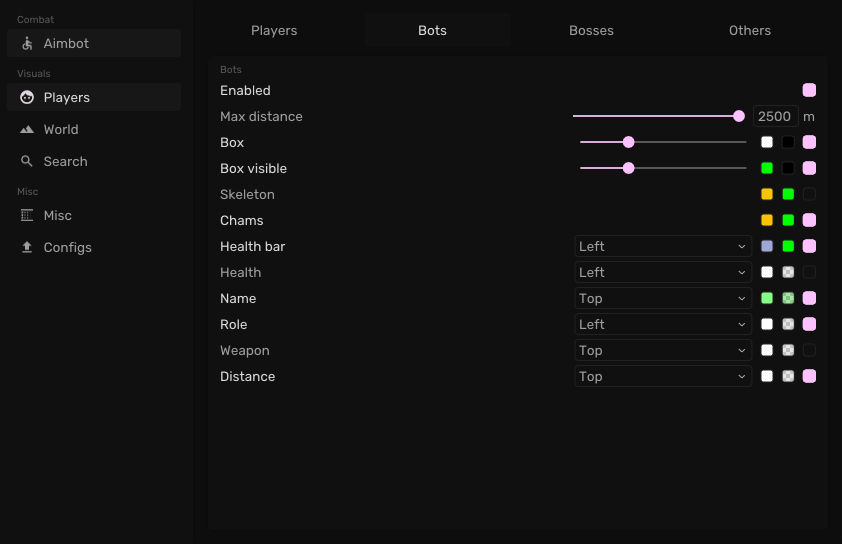 Combat
Aimbot
Visuals
Players
World
Search
Misc
Misc
Configs
Players Bots Bosses Others
Bots
Enabled
Max distance 2500 m
Box
Box visible
Skeleton
Chams
Health bar Left
Health Left
Name Top
Role Left
Weapon Top
Distance Top